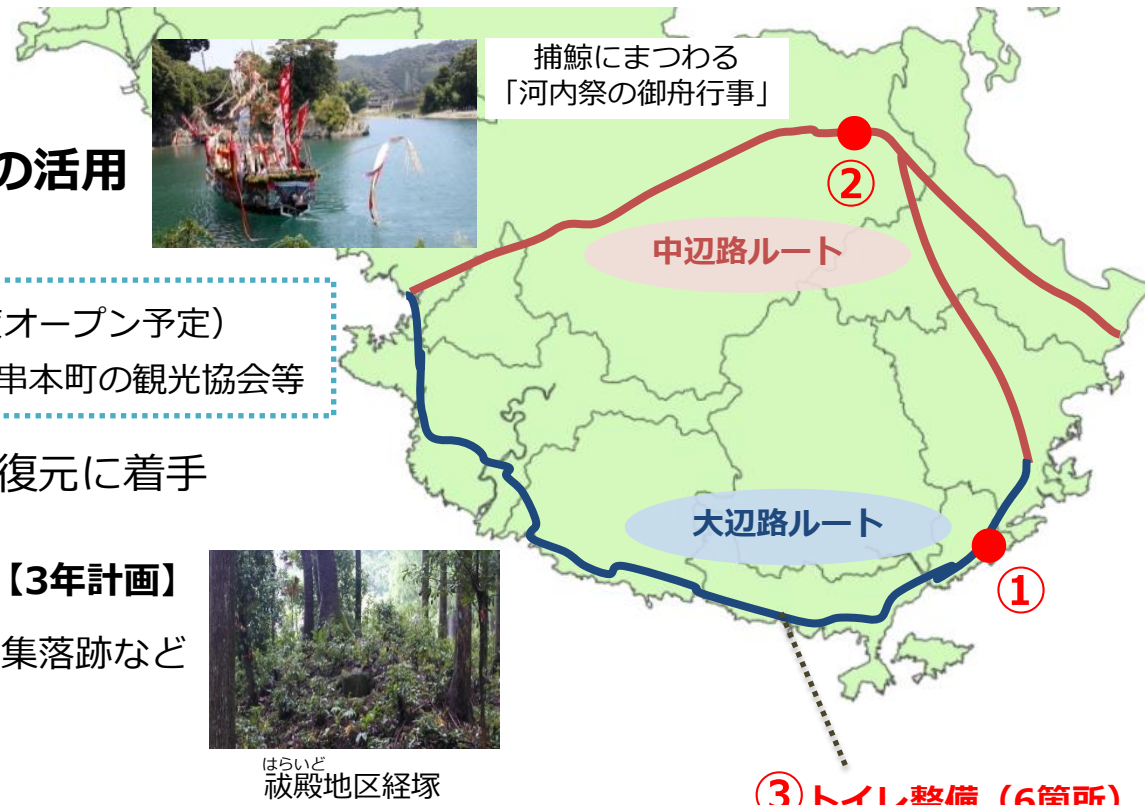 捕鯨にまつわる
「河内祭の御舟行事」
の活用
②
中辺路ルート
オープン予定）
串本町の観光協会等
復元に着手
大辺路ルート
【3年計画】
①
集落跡など
はらいど
祓殿地区経塚
③トイレ整備（6箇所）